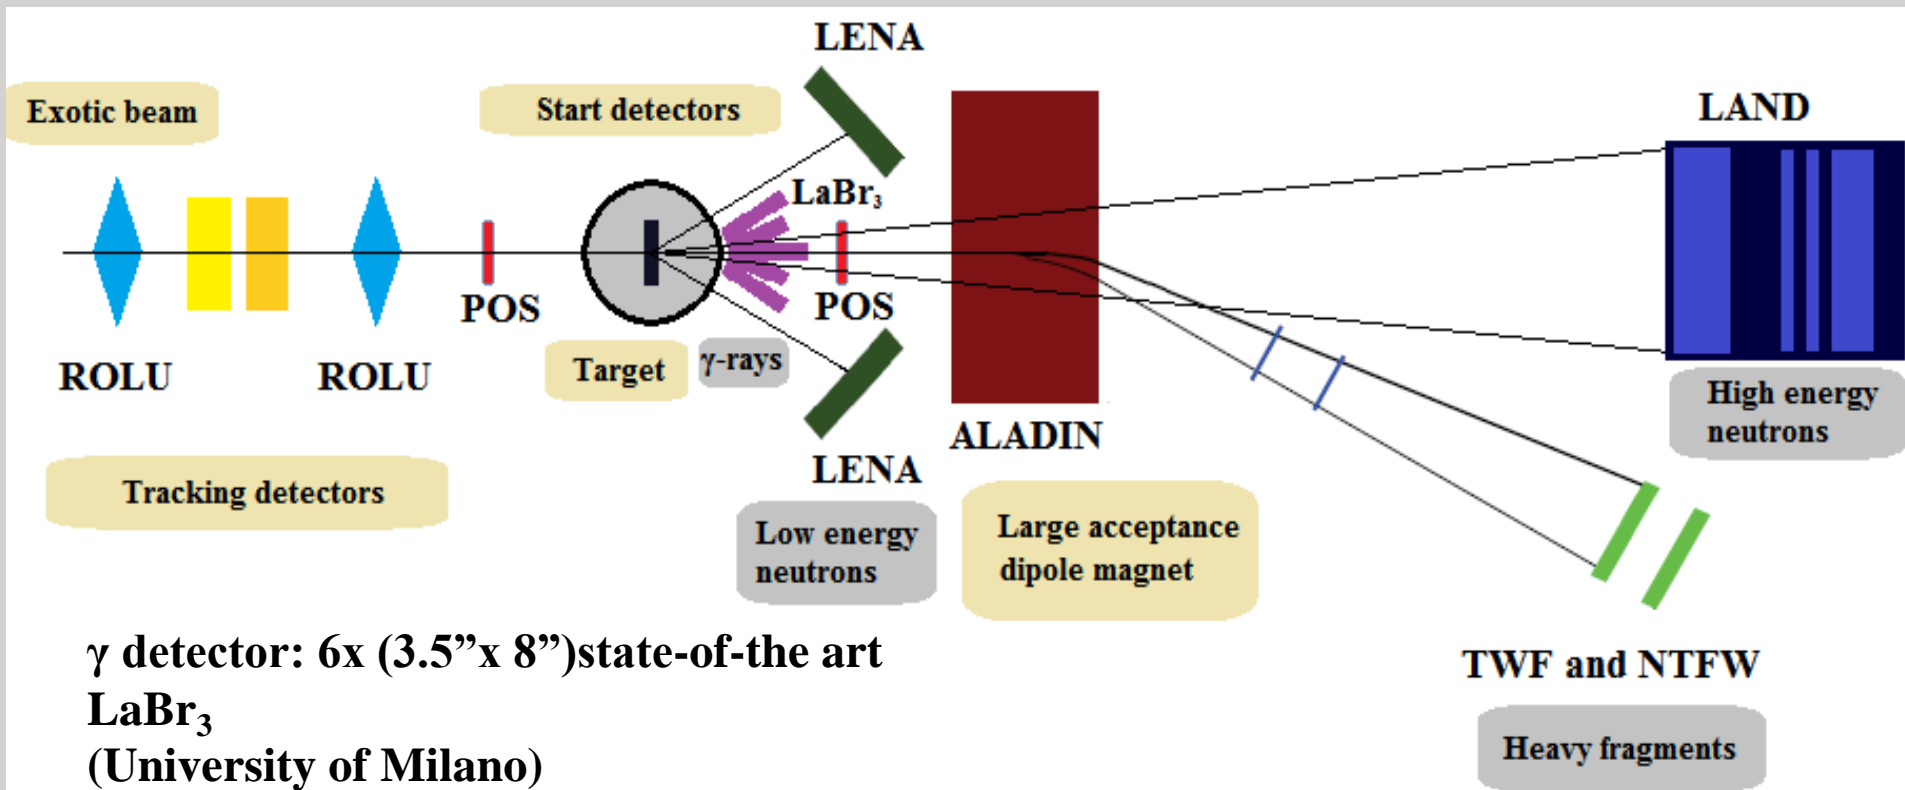 LENA
Exotic beam
Start detectors
LAND
LaBr₃
POS
POS
ROLU
ROLU
Target
γ-rays
High energy
neutrons
ALADIN
LENA
Tracking detectors
Low energy
neutrons
Large acceptance
dipole magnet
γ detector: 6x (3.5”x 8”)state-of-the art
LaBr₃
(University of Milano)
TWF and NTFW
Heavy fragments